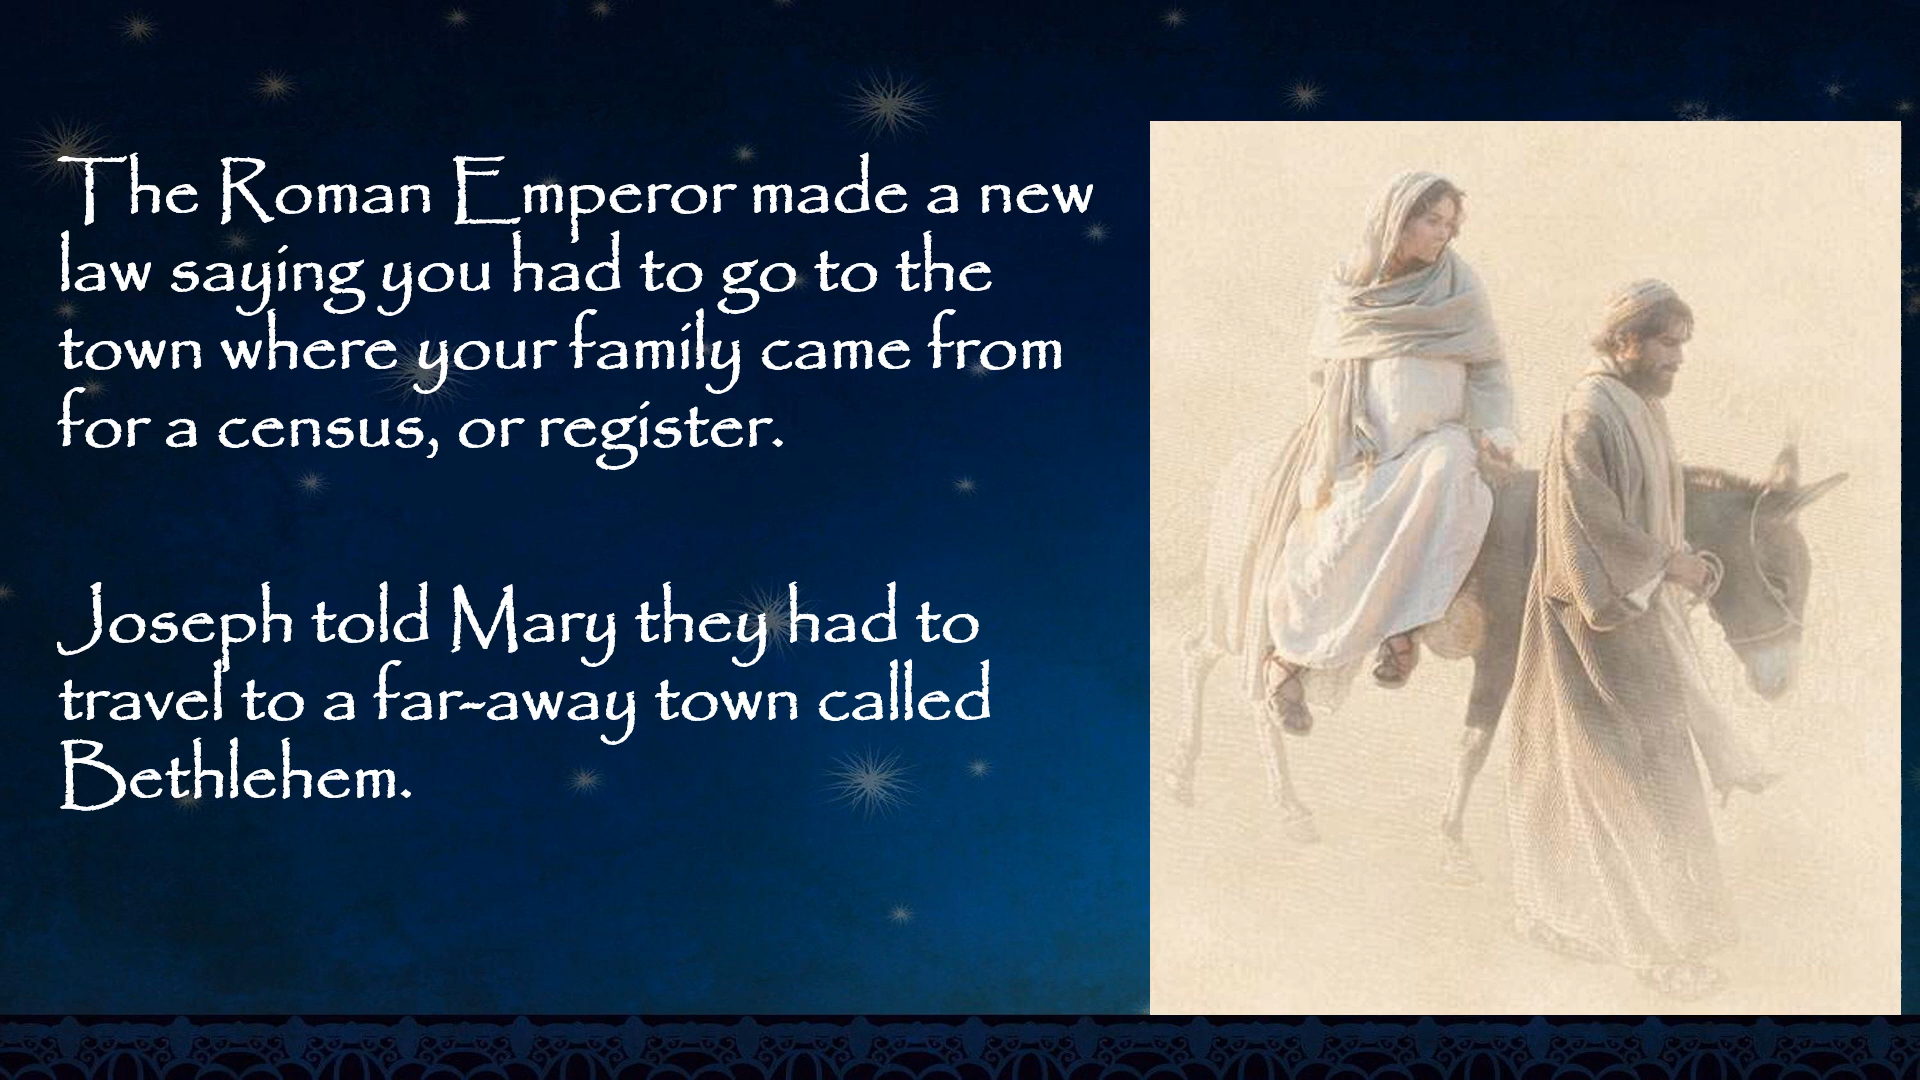 The Roman Emperor made a new
law saying you had to go to the
town where your family came from
for a census, or register.
Joseph told Mary they had to
travel to a far-away town called
Bethlehem.